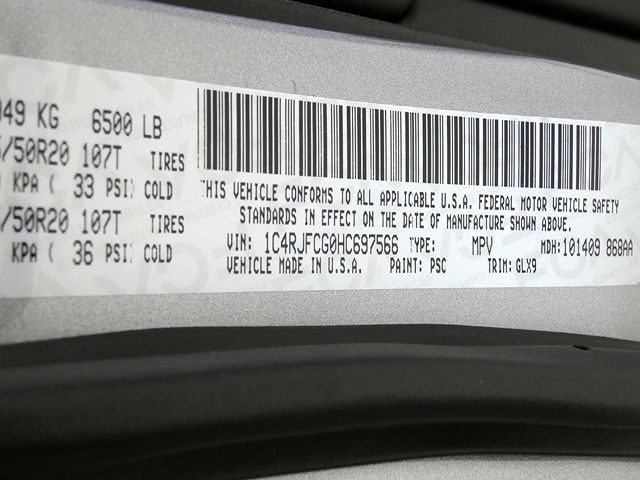 049 KG 6500 LB
/50R20 107T TIRES
KPA ( 33 PSI) COLD
/50R20 107T TIRES
KPA ( 36 PSI) COLD
THIS VEHICLE CONFORMS TO ALL APPLICABLE U.S.A. FEDERAL MOTOR VEHICLE SAFETY
STANDARDS IN EFFECT ON THE DATE OF MANUFACTURE SHOWN ABOVE.
VIN: 1C4RJFCG0HC697566 TYPE: MPV MDH:101409 868AA
VEHICLE MADE IN U.S.A. PAINT: PSC TRIM: GLX9